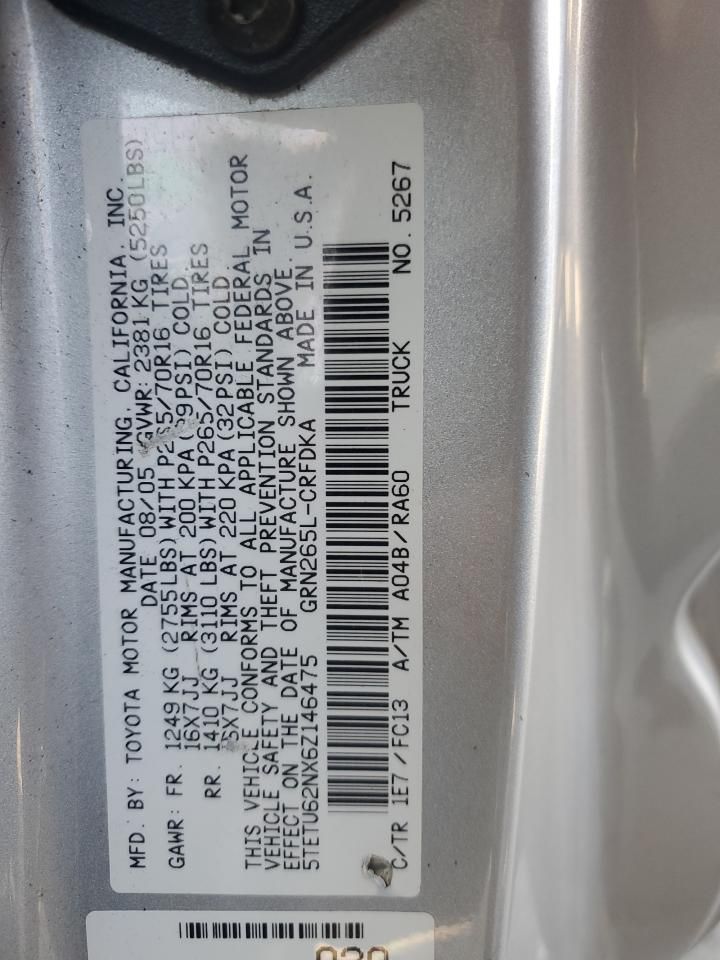 MFD. BY: TOYOTA MOTOR MANUFACTURING, CALIFORNIA, INC.
DATE 08/05 GVWR: 2381KG (5250LBS)
GAWR: FR. 1249KG (2755LBS) WITH P265/70R16 TIRES
16X7JJ RIMS AT 200 KPA(29PSI) COLD.
RR. 1410 KG (3110 LBS) WITH P265/70R16 TIRES
16X7JJ RIMS AT 220 KPA(32PSI) COLD.
THIS VEHICLE CONFORMS TO ALL APPLICABLE FEDERAL MOTOR
VEHICLE SAFETY AND THEFT PREVENTION STANDARDS IN
EFFECT ON THE DATE OF MANUFACTURE SHOWN ABOVE.
5TETU62NX6Z146475 GRN265L-CRFDKA MADE IN U.S.A.
C/TR 1E7/FC13 A/TM A04B/RA60 TRUCK NO. 5267